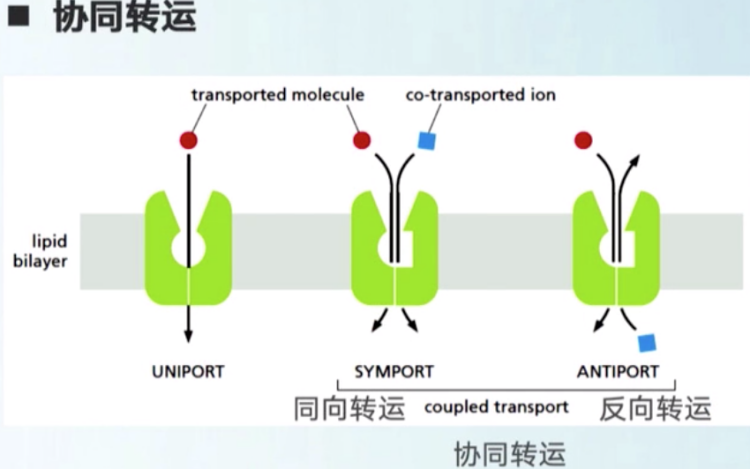 ■ 协同转运
transported molecule co-transported ion
lipid
bilayer
UNIPORT SYMPORT ANTIPORT
同向转运 coupled transport 反向转运
协同转运